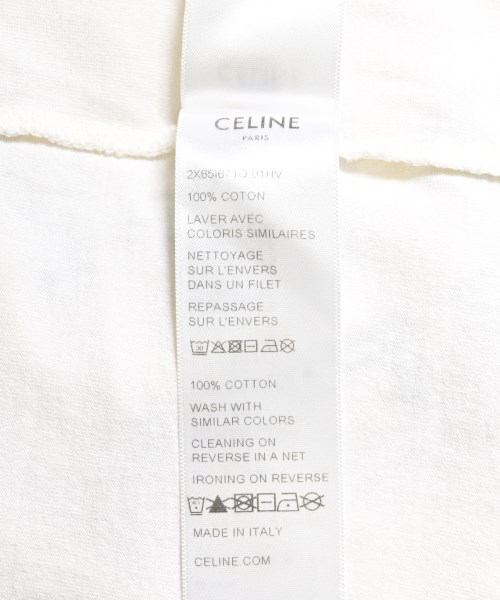 CELINE
PARIS
100% COTON
LAVER AVEC
COLORIS SIMILAIRES
NETTOYAGE
SUR L'ENVERS
DANS UN FILET
REPASSAGE
SUR L'ENVERS
30
100% COTTON
WASH WITH
SIMILAR COLORS
CLEANING ON
REVERSE IN A NET
IRONING ON REVERSE
MADE IN ITALY
CELINE.COM